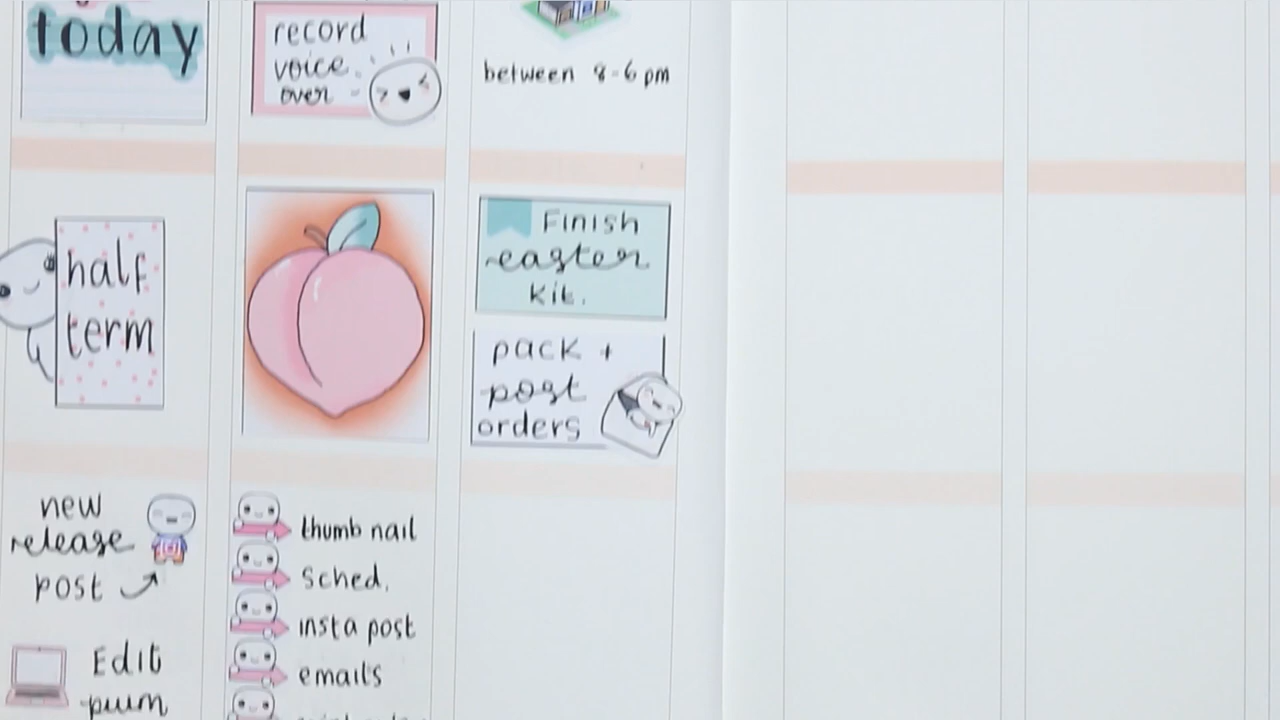 today
half
term
new
release
post
Edit
record
voice
over
thumb nail
Sched.
insta post
emails
between 8-6 pm
Finish
easter
kit.
pack +
post
orders